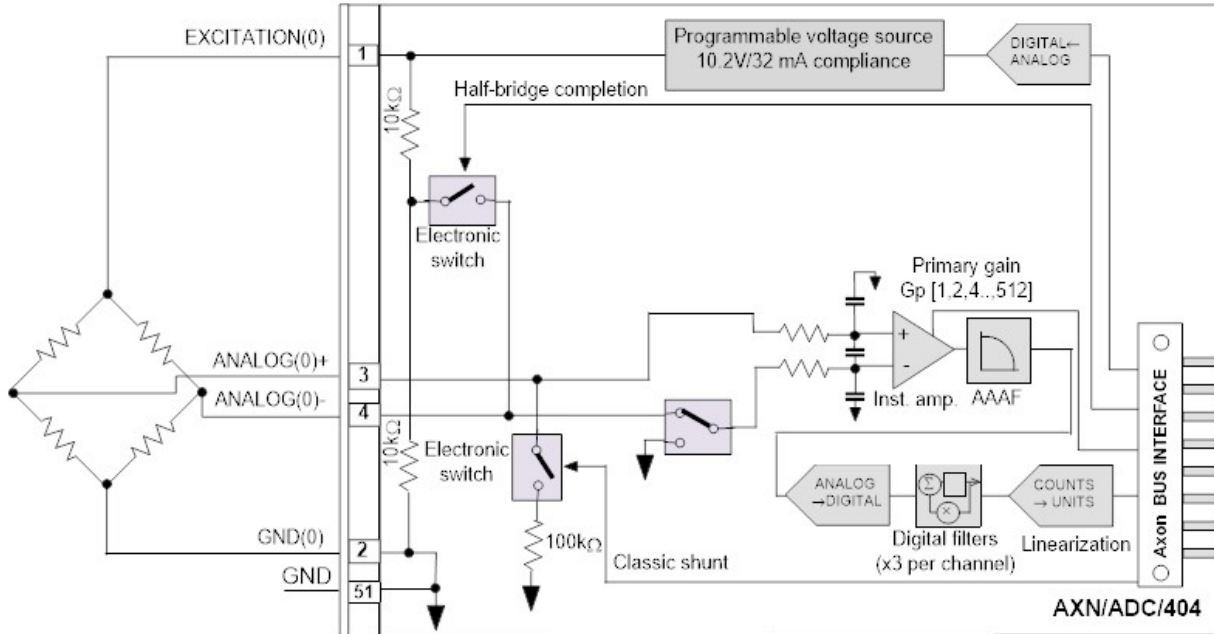 EXCITATION(0)
1
Programmable voltage source
10.2V/32 mA compliance
DIGITAL←
ANALOG
Half-bridge completion
10kΩ
Electronic
switch
Primary gain
Gp [1,2,4..,512]
ANALOG(0)+
3
ANALOG(0)-
4
+
-
Inst. amp.
AAAF
10kΩ
Electronic
switch
ANALOG
→DIGITAL
Σ
×
COUNTS
→ UNITS
Axon BUS INTERFACE
Digital filters
(x3 per channel)
Linearization
GND(0)
2
100kΩ
Classic shunt
GND
51
AXN/ADC/404